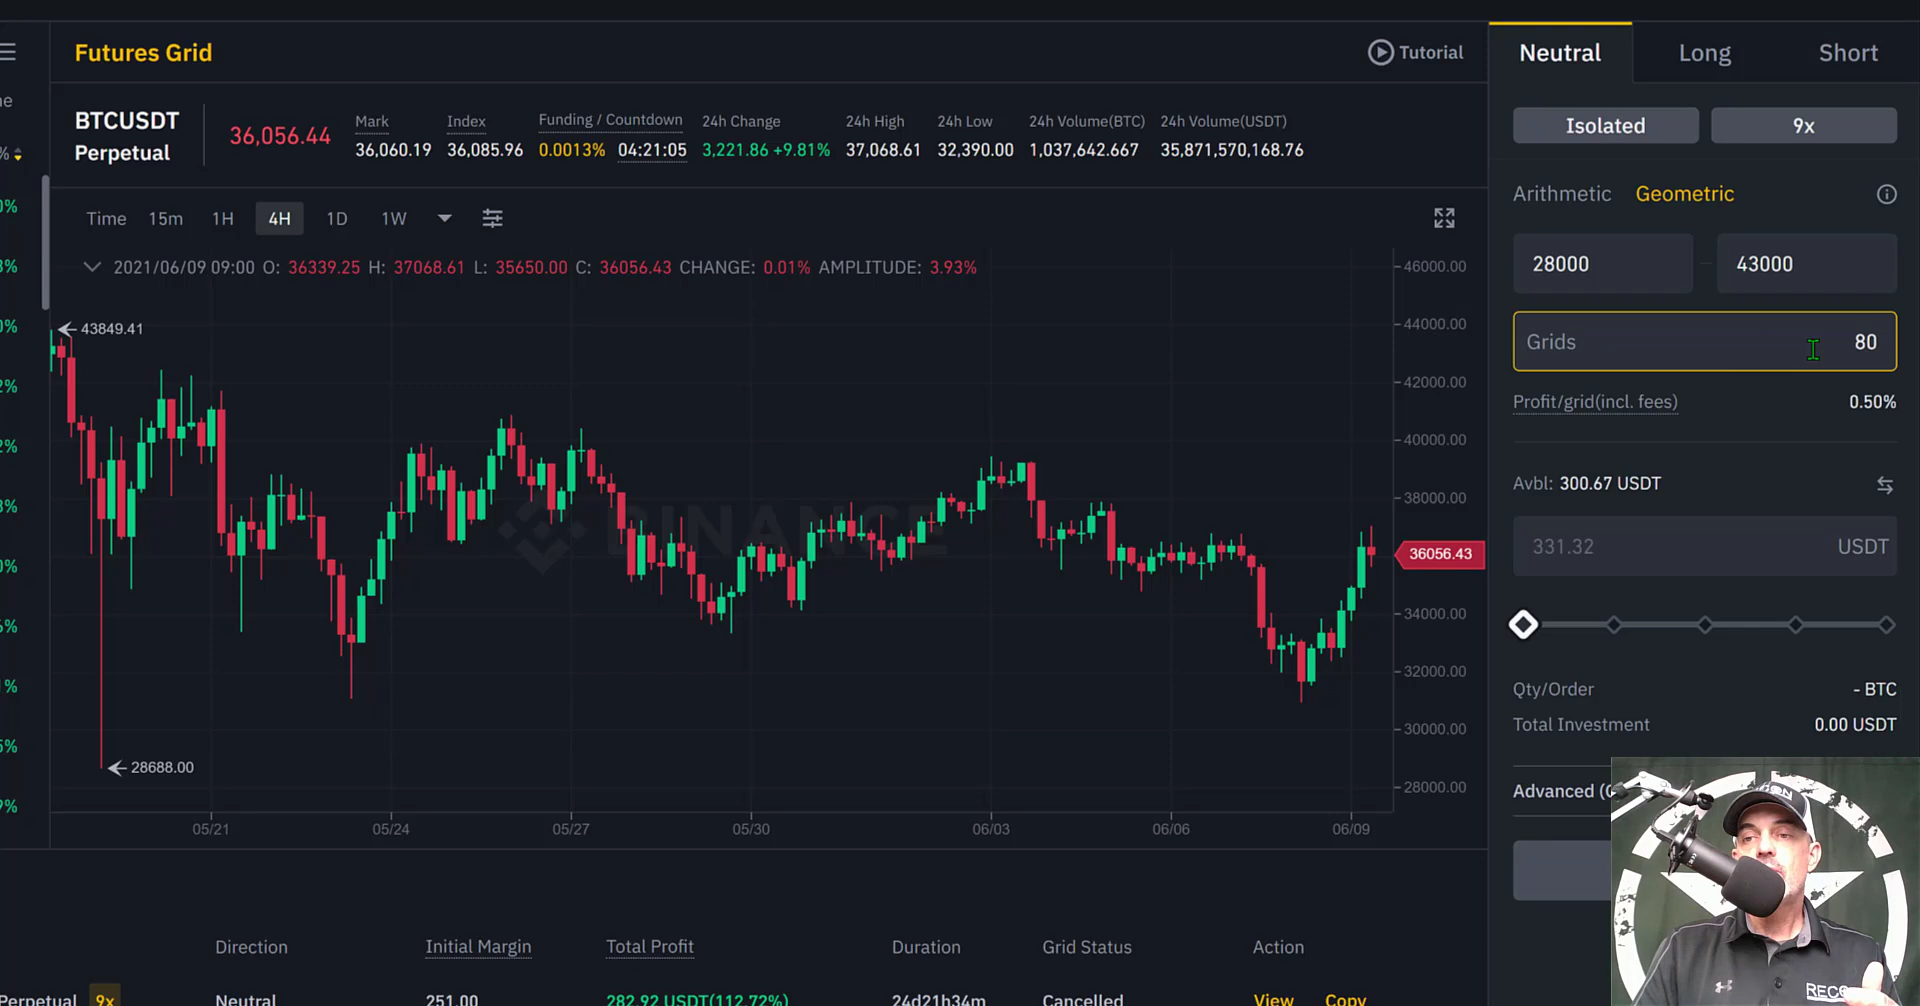 Futures Grid
Tutorial
Neutral
Long
Short
BTCUSDT
Perpetual
36,056.44
Mark
36,060.19
Index
36,085.96
Funding / Countdown
0.0013% 04:21:05
24h Change
3,221.86 +9.81%
24h High
37,068.61
24h Low
32,390.00
24h Volume(BTC)
1,037,642.667
24h Volume(USDT)
35,871,570,168.76
Isolated
9x
Arithmetic Geometric
Time 15m 1H 4H 1D 1W
2021/06/09 09:00 O: 36339.25 H: 37068.61 L: 35650.00 C: 36056.43 CHANGE: 0.01% AMPLITUDE: 3.93%
28000
43000
Grids 80
Profit/grid(incl. fees) 0.50%
Avbl: 300.67 USDT
331.32 USDT
Qty/Order - BTC
Total Investment 0.00 USDT
Advanced
43849.41
28688.00
BINANCE
46000.00
44000.00
42000.00
40000.00
38000.00
36056.43
34000.00
32000.00
30000.00
28000.00
05/21 05/24 05/27 05/30 06/03 06/06 06/09
Direction Initial Margin Total Profit Duration Grid Status Action
Perpetual 9x Neutral 251.00 282.92 USDT(112.72%) 24d21h34m Cancelled View Copy